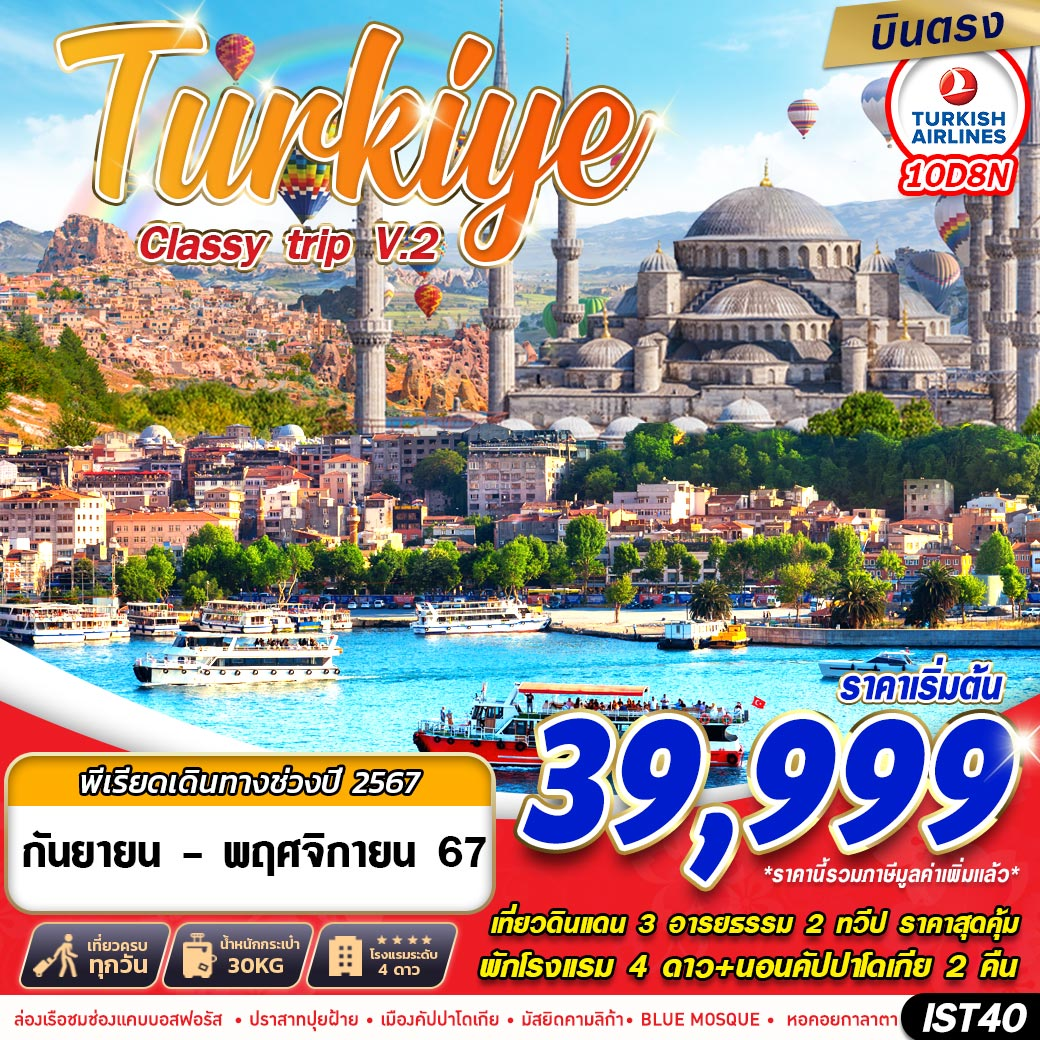 บินตรง
Turkiye
TURKISH
AIRLINES
10D8N
Classy trip V.2
ราคาเริ่มต้น
39,999
*ราคานี้รวมภาษีมูลค่าเพิ่มแล้ว*
พีเรียดเดินทางช่วงปี 2567
กันยายน - พฤศจิกายน 67
เที่ยวครบ
ทุกวัน
น้ำหนักกระเป๋า
30KG
โรงแรมระดับ
4 ดาว
เที่ยวดินแดน 3 อารยธรรม 2 ทวีป ราคาสุดคุ้ม
พักโรงแรม 4 ดาว+นอนคัปปาโดเกีย 2 คืน
ล่องเรือชมช่องแคบบอสฟอรัส • ปราสาทปุยฝ้าย • เมืองคัปปาโดเกีย • มัสยิดคามลิก้า • BLUE MOSQUE • หอคอยกาลาตา
IST40